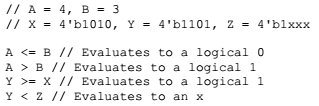 // A = 4, B = 3
// X = 4'b1010, Y = 4'b1101, Z = 4'b1xxx
A <= B // Evaluates to a logical 0
A > B // Evaluates to a logical 1
Y >= X // Evaluates to a logical 1
Y < Z // Evaluates to an x